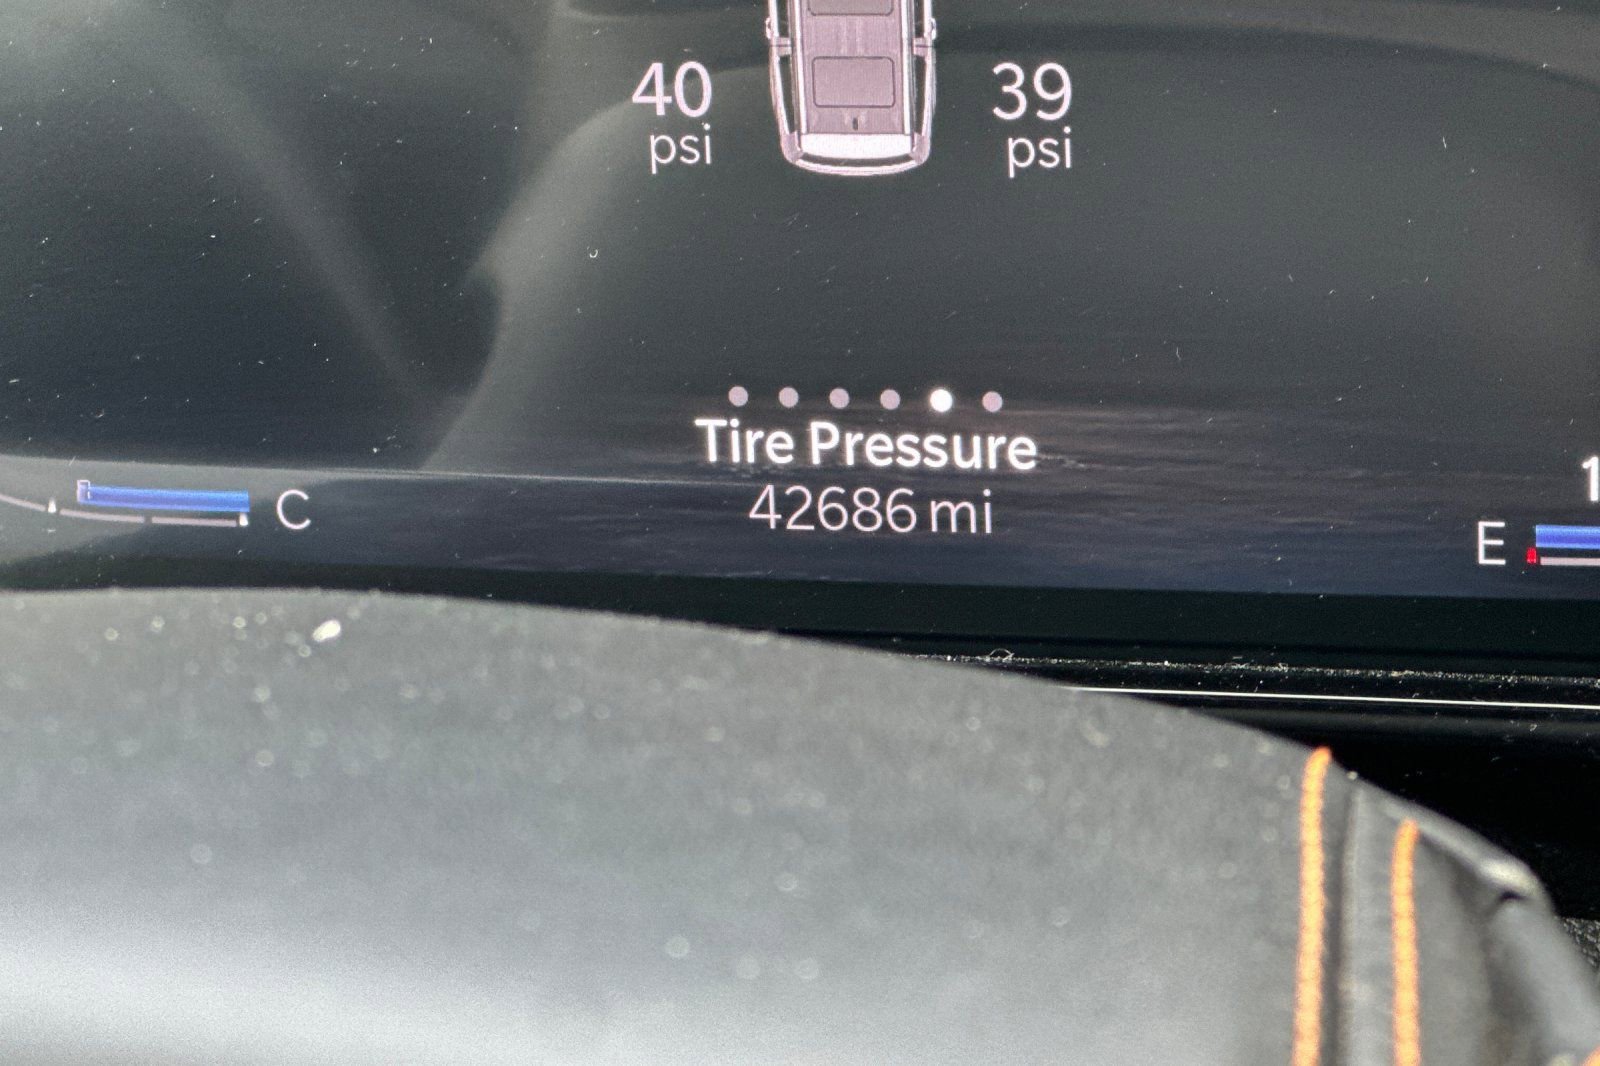 40 39
psi psi
Tire Pressure
C 42686 mi E